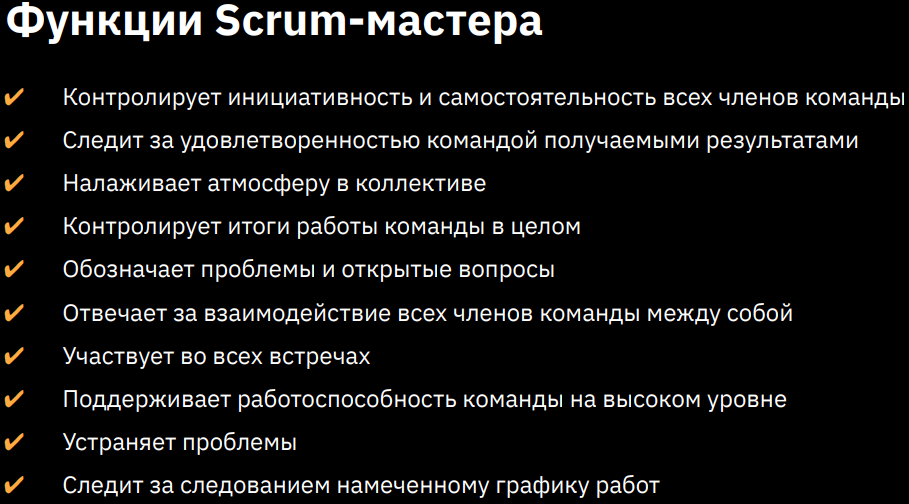 Функции Scrum-мастера
✔ Контролирует инициативность и самостоятельность всех членов команды
✔ Следит за удовлетворенностью командой получаемыми результатами
✔ Налаживает атмосферу в коллективе
✔ Контролирует итоги работы команды в целом
✔ Обозначает проблемы и открытые вопросы
✔ Отвечает за взаимодействие всех членов команды между собой
✔ Участвует во всех встречах
✔ Поддерживает работоспособность команды на высоком уровне
✔ Устраняет проблемы
✔ Следит за следованием намеченному графику работ